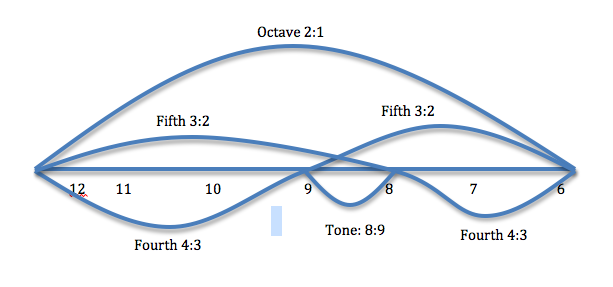 Octave 2:1
Fifth 3:2
Fifth 3:2
12 11 10 9 8 7 6
Fourth 4:3
Tone: 8:9
Fourth 4:3